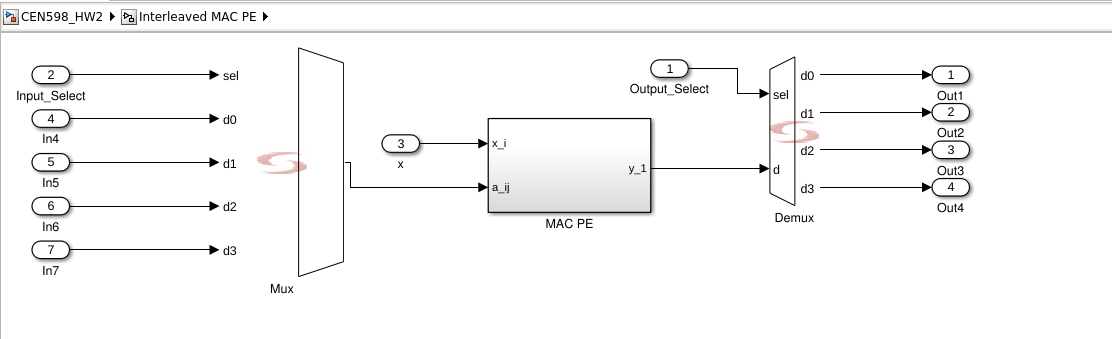 CEN598_HW2 Interleaved MAC PE
2 sel
Input_Select
4 d0
In4
5 d1
In5
6 d2
In6
7 d3
In7
Mux
3 x_i
x
a_ij
y_1
MAC PE
1
Output_Select
sel
d
d0 1
Out1
d1 2
Out2
d2 3
Out3
d3 4
Out4
Demux